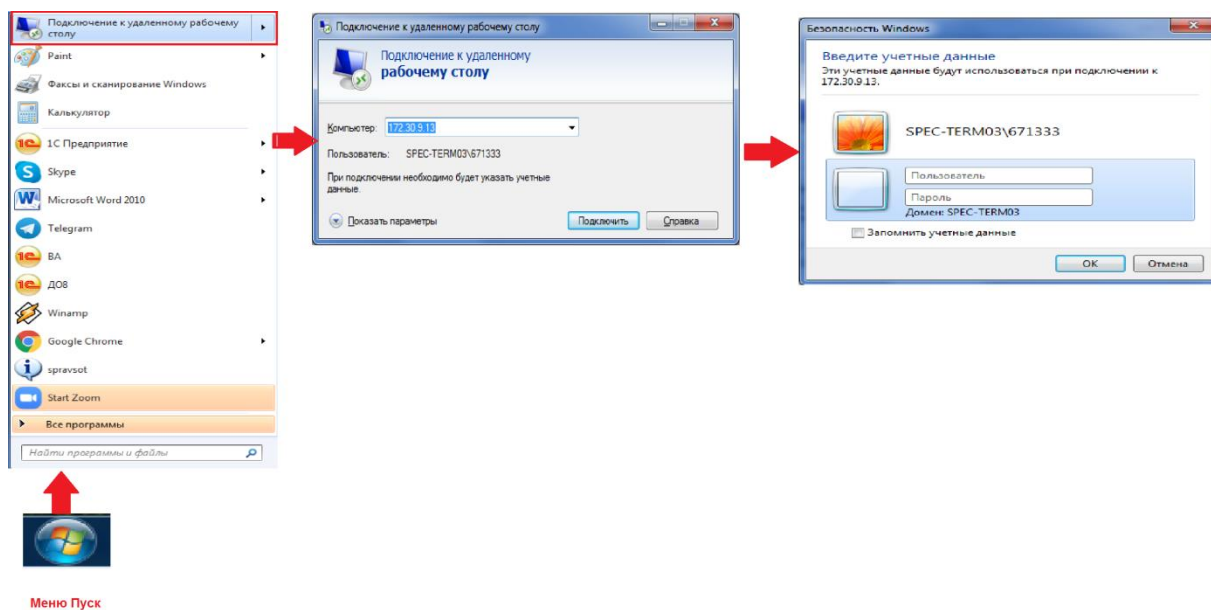 Подключение к удаленному рабочему
столу
Paint
Факсы и сканирование Windows
Калькулятор
1С Предприятие
Skype
Microsoft Word 2010
Telegram
ВА
ДО8
Winamp
Google Chrome
spravsot
Start Zoom
Все программы
Найти программы и файлы
Меню Пуск
Подключение к удаленному рабочему столу
Подключение к удаленному
рабочему столу
Компьютер: 172.30.9.13
Пользователь: SPEC-TERM03\671333
При подключении необходимо будет указать учетные
данные.
Показать параметры
Подключить
Справка
Безопасность Windows
Введите учетные данные
Эти учетные данные будут использоваться при подключении к
172.30.9.13.
SPEC-TERM03\671333
Пользователь
Пароль
Домен: SPEC-TERM03
Запомнить учетные данные
ОК
Отмена